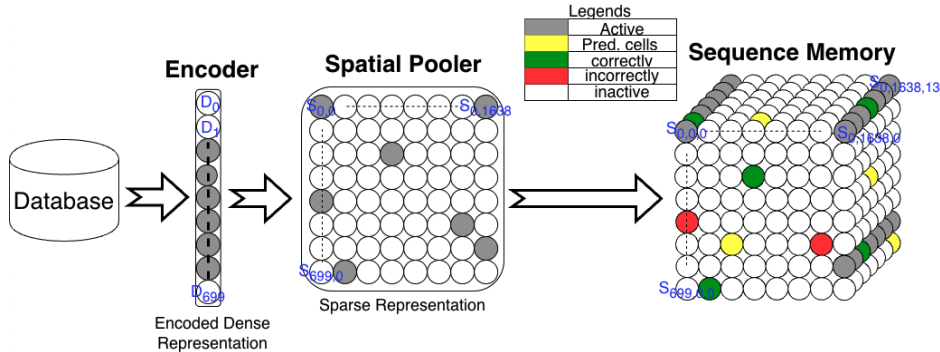 Legends
Active
Pred. cells
correctly
incorrectly
inactive
Encoder
Spatial Pooler
Sequence Memory
D0
D1
D699
S0,0
S0,1638
S699,0
S0,0,0
S0,1638,13
S0,1638,0
S699,0,0
Database
Encoded Dense
Representation
Sparse Representation